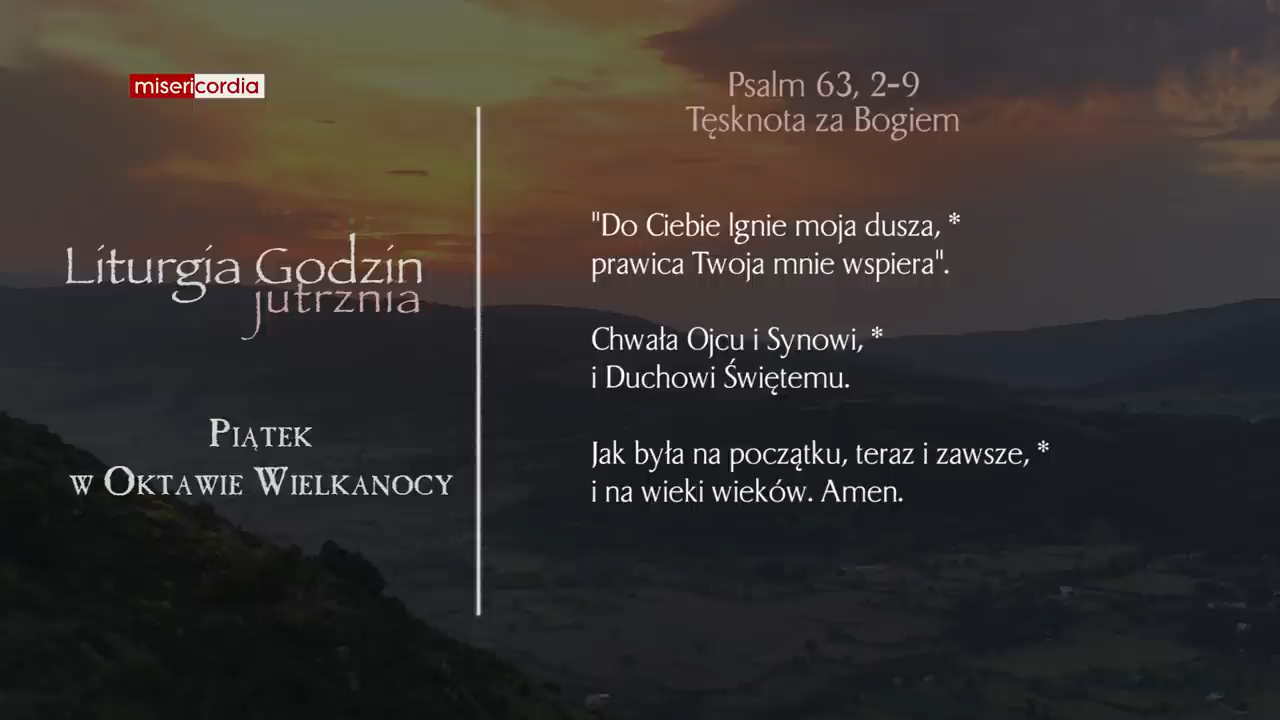 misericordia
Liturgia Godzin
jutrznia
Piątek
w Oktawie Wielkanocy
Psalm 63, 2-9
Tęsknota za Bogiem
"Do Ciebie lgnie moja dusza, *
prawica Twoja mnie wspiera".
Chwała Ojcu i Synowi, *
i Duchowi Świętemu.
Jak była na początku, teraz i zawsze, *
i na wieki wieków. Amen.